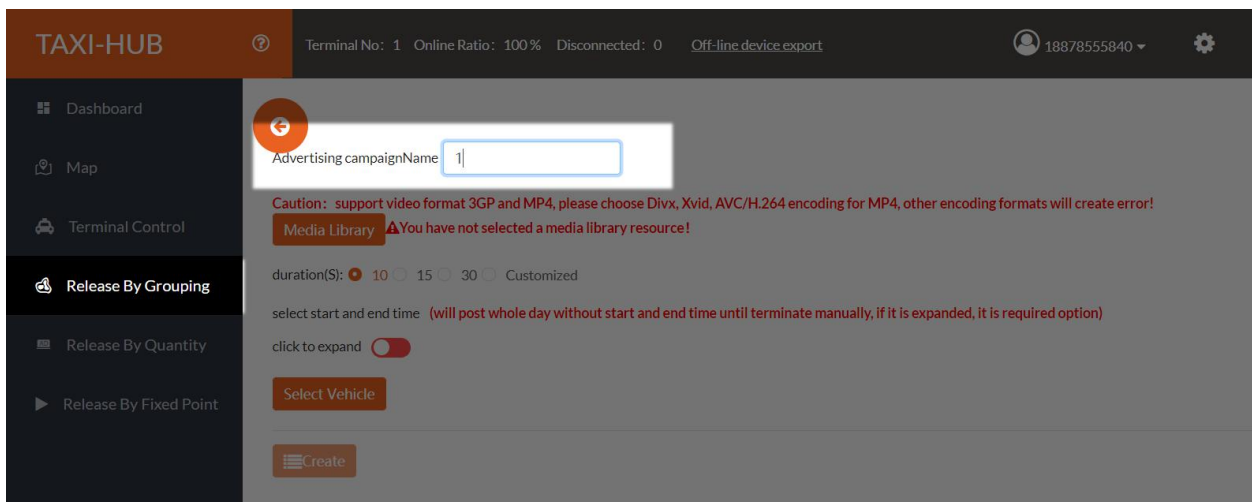 TAXI-HUB
Terminal No: 1 Online Ratio: 100% Disconnected: 0 Off-line device export 18878555840
Dashboard
Map
Terminal Control
Release By Grouping
Release By Quantity
Release By Fixed Point
Advertising campaignName 1
Caution: support video format 3GP and MP4, please choose Divx, Xvid, AVC/H.264 encoding for MP4, other encoding formats will create error!
Media Library You have not selected a media library resource!
duration(S): 10 15 30 Customized
select start and end time (will post whole day without start and end time until terminate manually, if it is expanded, it is required option)
click to expand
Select Vehicle
Create